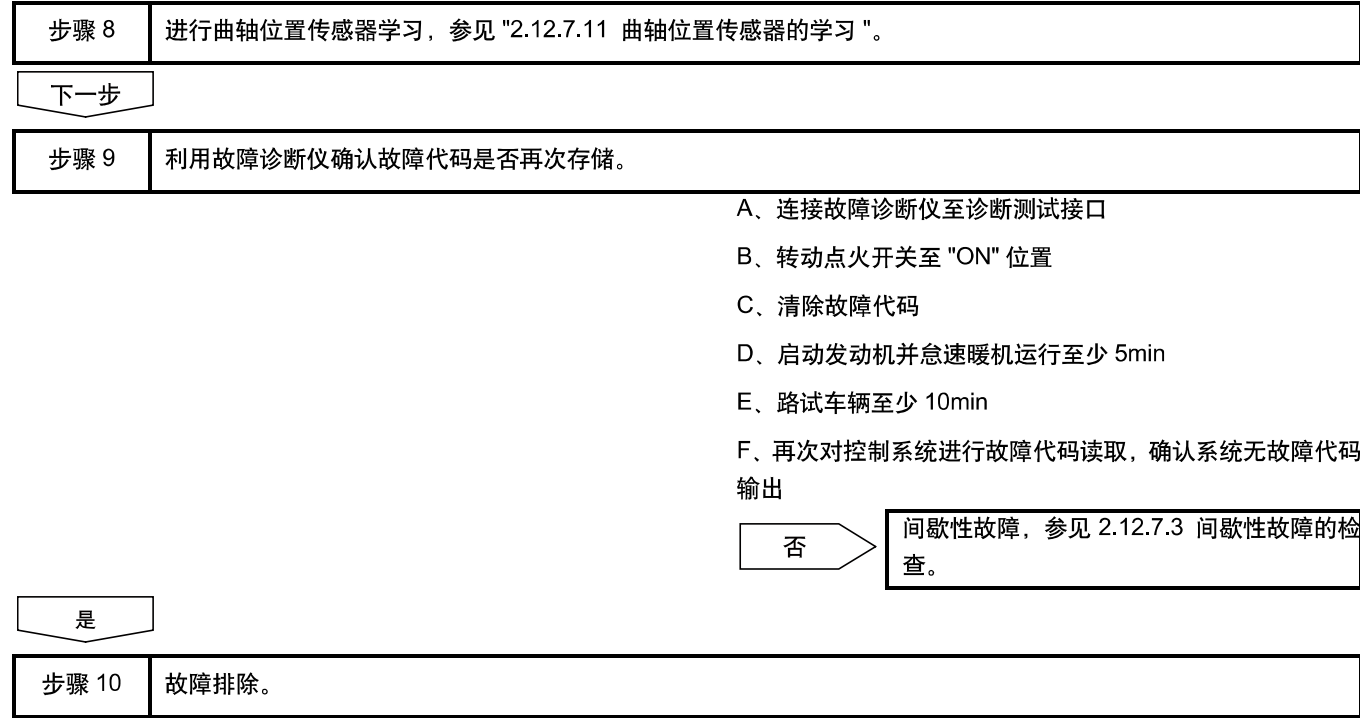 步骤 8
进行曲轴位置传感器学习，参见 "2.12.7.11 曲轴位置传感器的学习 "。
下一步
步骤 9
利用故障诊断仪确认故障代码是否再次存储。
A、连接故障诊断仪至诊断测试接口
B、转动点火开关至 "ON" 位置
C、清除故障代码
D、启动发动机并怠速暖机运行至少 5min
E、路试车辆至少 10min
F、再次对控制系统进行故障代码读取，确认系统无故障代码
输出
否
间歇性故障，参见 2.12.7.3 间歇性故障的检
查。
是
步骤 10
故障排除。